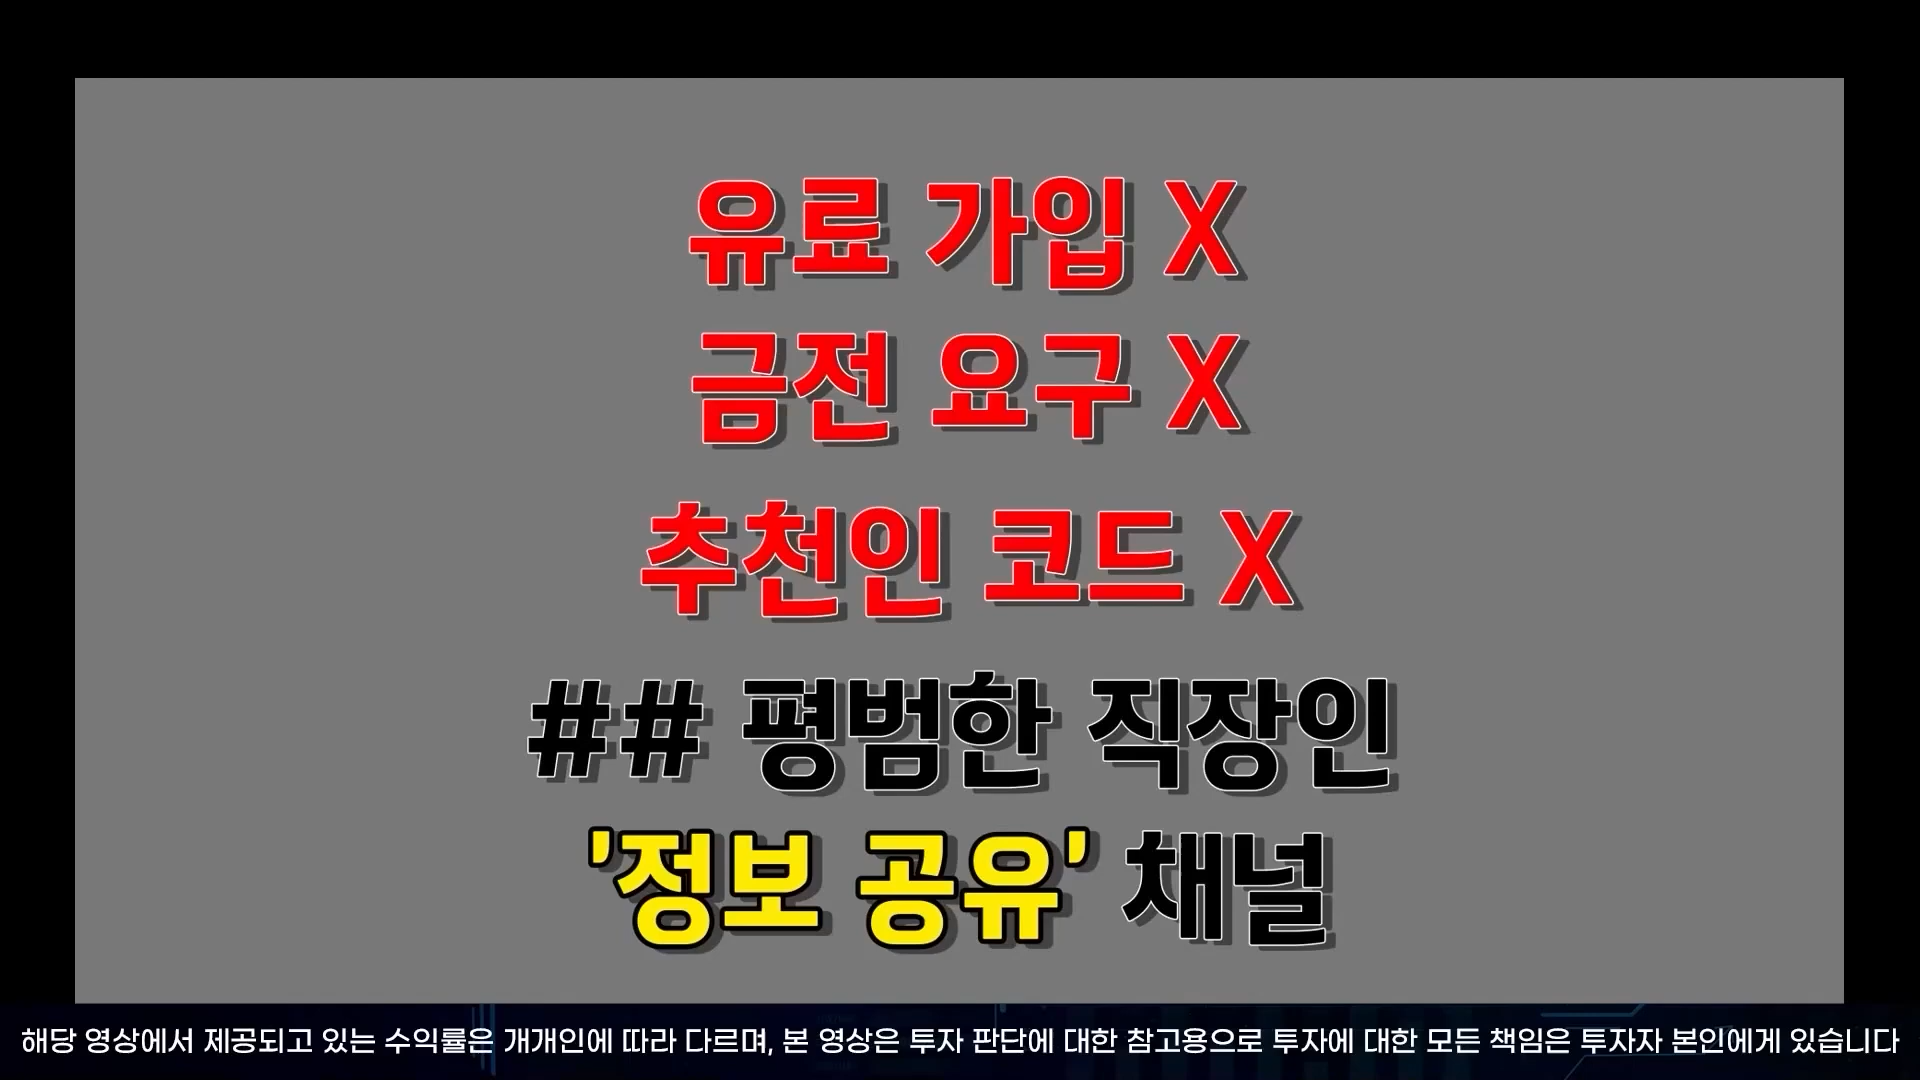 유료 가입 X
금전 요구 X
추천인 코드 X
## 평범한 직장인
'정보 공유' 채널
해당 영상에서 제공되고 있는 수익률은 개개인에 따라 다르며, 본 영상은 투자 판단에 대한 참고용으로 투자에 대한 모든 책임은 투자자 본인에게 있습니다